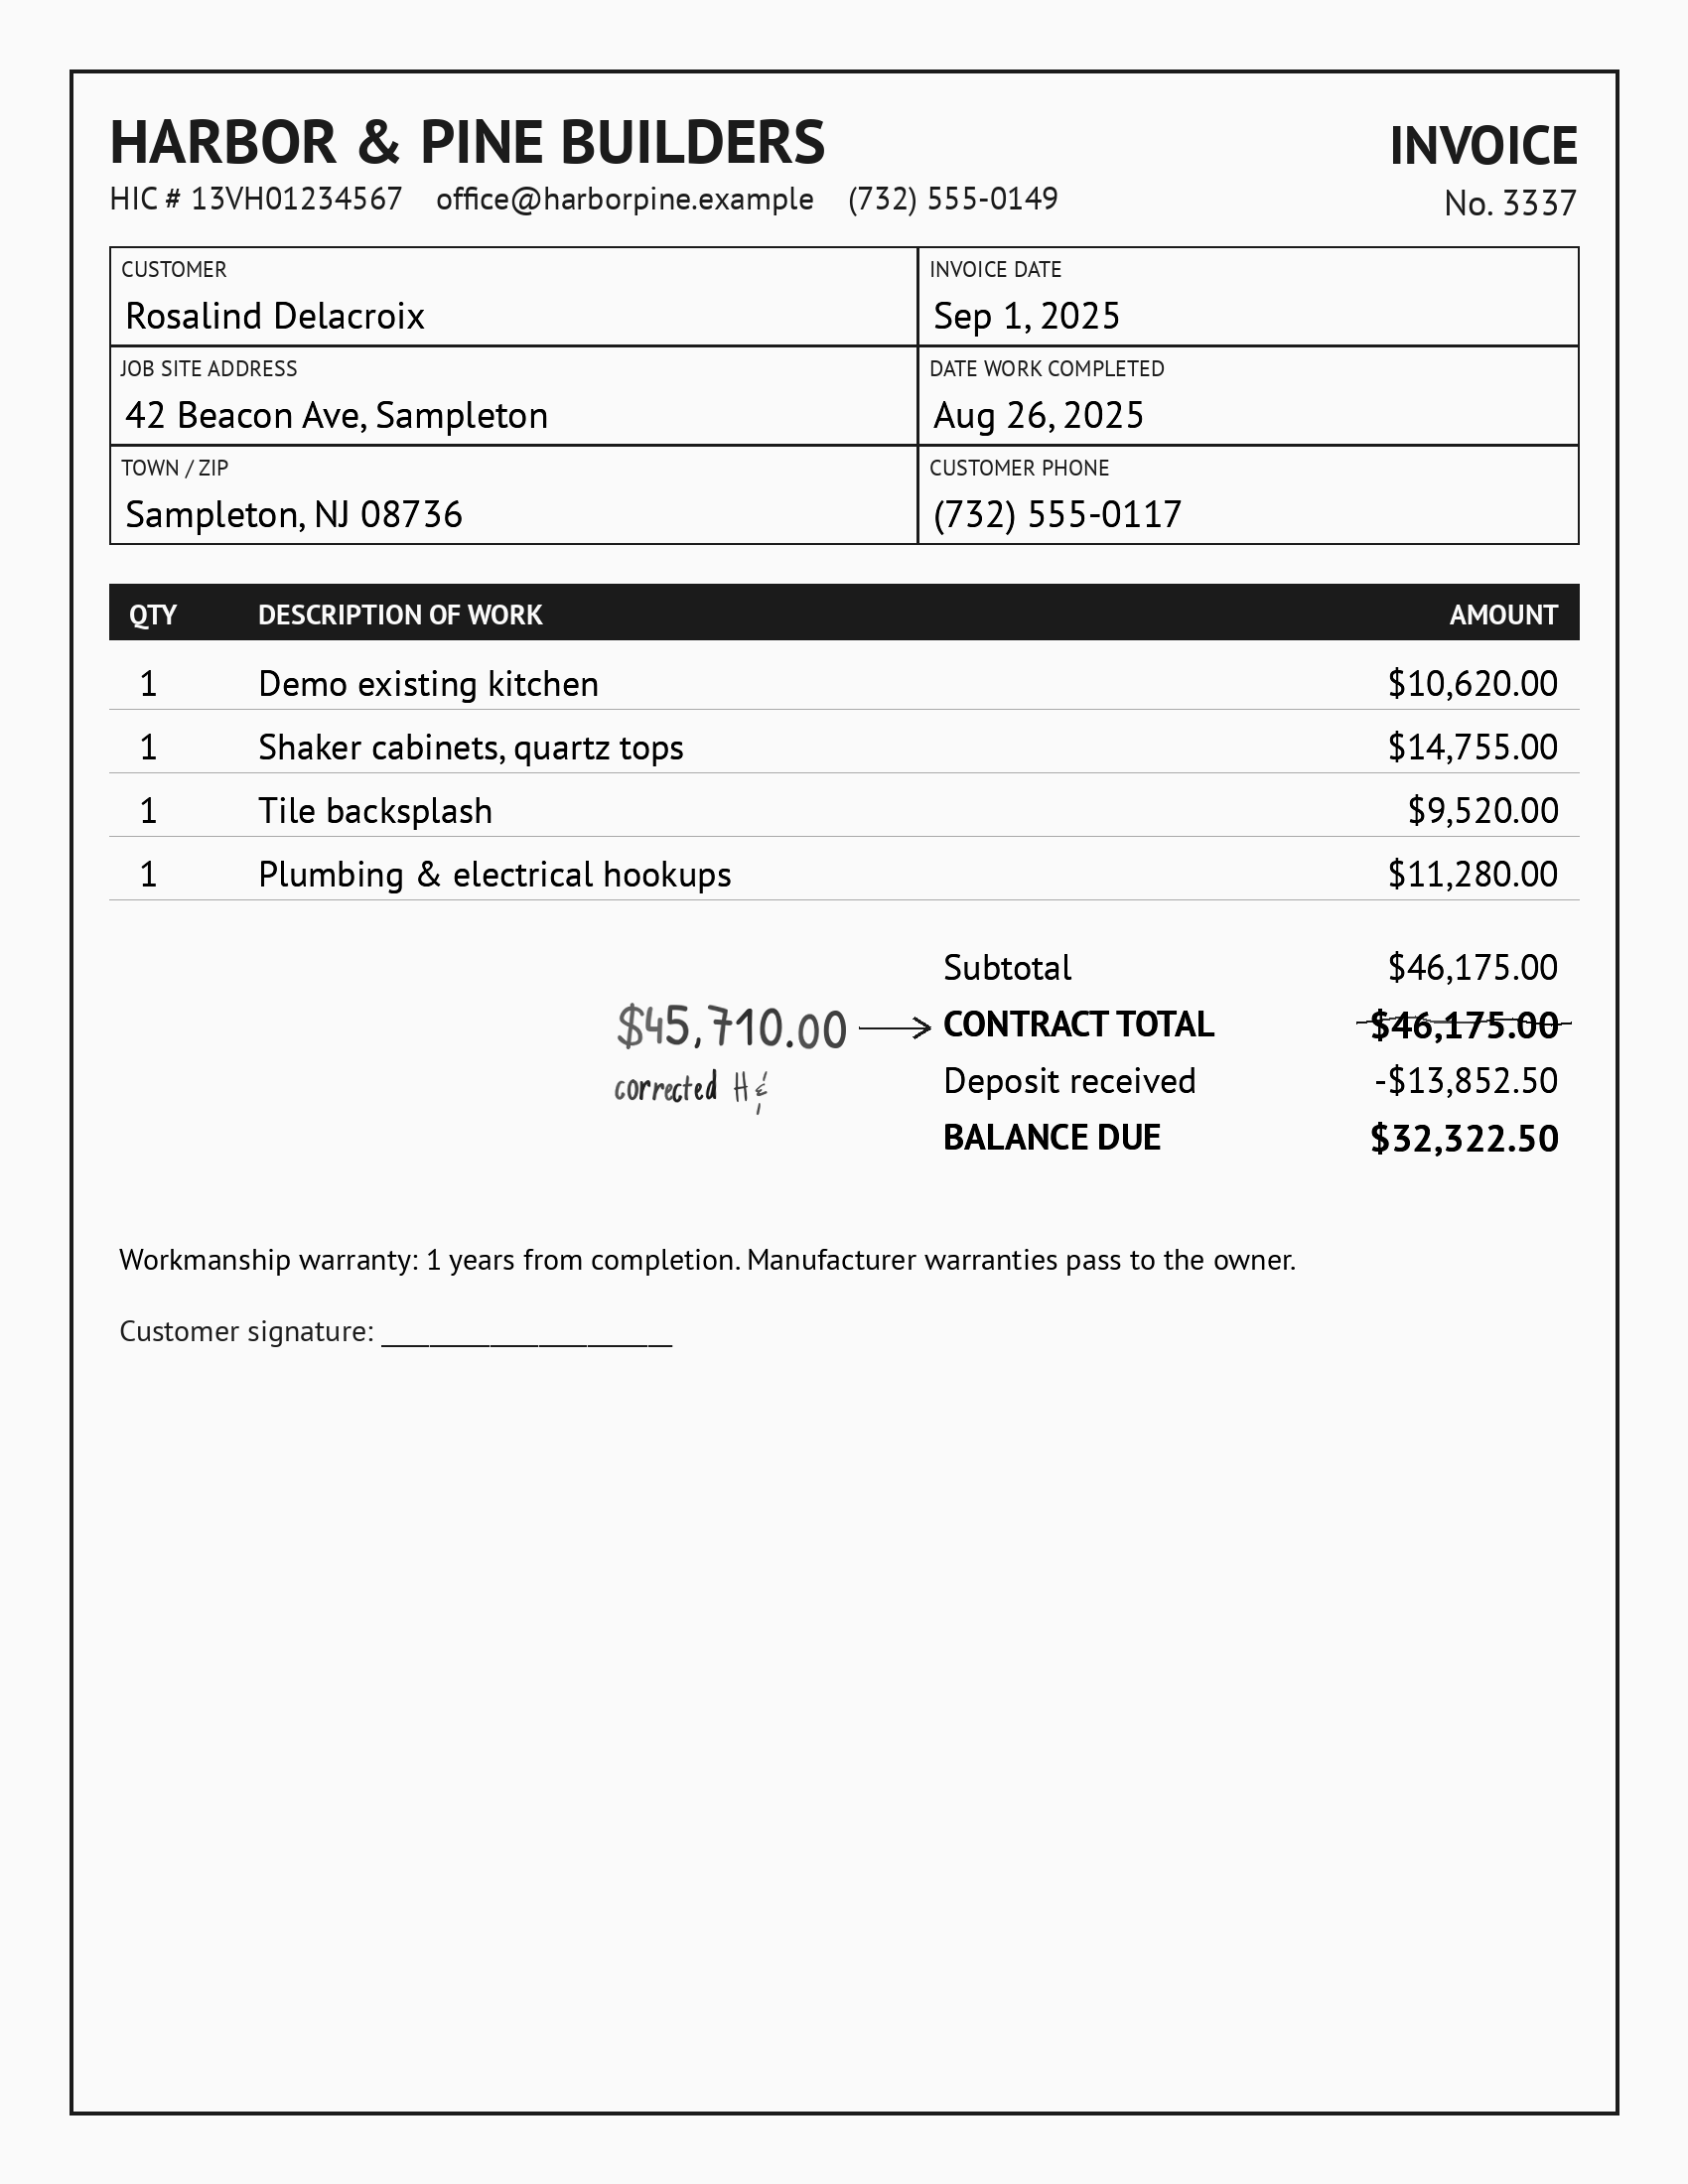 HARBOR & PINE BUILDERS
INVOICE
HIC # 13VH01234567 office@harborpine.example (732) 555-0149
No. 3337
CUSTOMER
Rosalind Delacroix
INVOICE DATE
Sep 1, 2025
JOB SITE ADDRESS
42 Beacon Ave, Sampleton
DATE WORK COMPLETED
Aug 26, 2025
TOWN / ZIP
Sampleton, NJ 08736
CUSTOMER PHONE
(732) 555-0117
QTY DESCRIPTION OF WORK AMOUNT
1 Demo existing kitchen $10,620.00
1 Shaker cabinets, quartz tops $14,755.00
1 Tile backsplash $9,520.00
1 Plumbing & electrical hookups $11,280.00
Subtotal $46,175.00
$45,710.00 → CONTRACT TOTAL $46,175.00
corrected H&
Deposit received -$13,852.50
BALANCE DUE $32,322.50
Workmanship warranty: 1 years from completion. Manufacturer warranties pass to the owner.
Customer signature: ____________________